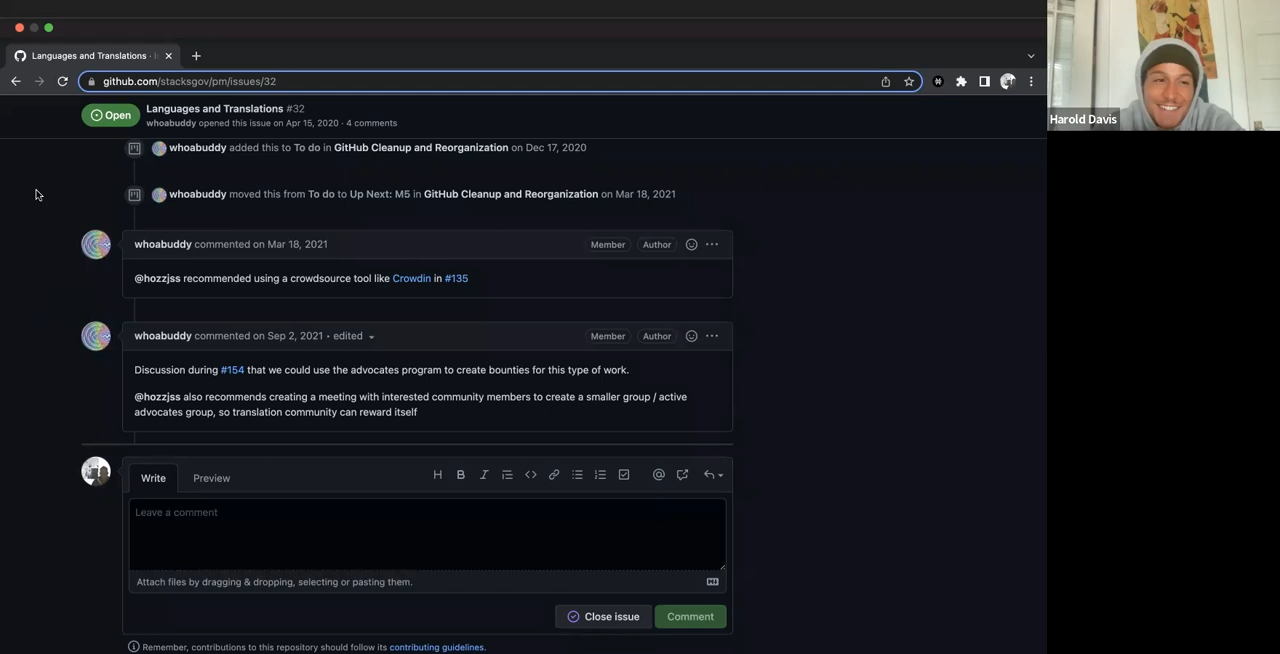 Languages and Translations ·
github.com/stacksgov/pm/issues/32
Harold Davis
Open
Languages and Translations #32
whoabuddy opened this issue on Apr 15, 2020 · 4 comments
whoabuddy added this to To do in GitHub Cleanup and Reorganization on Dec 17, 2020
whoabuddy moved this from To do to Up Next: M5 in GitHub Cleanup and Reorganization on Mar 18, 2021
whoabuddy commented on Mar 18, 2021
Member
Author
@hozzjss recommended using a crowdsource tool like Crowdin in #135
whoabuddy commented on Sep 2, 2021 • edited
Member
Author
Discussion during #154 that we could use the advocates program to create bounties for this type of work.
@hozzjss also recommends creating a meeting with interested community members to create a smaller group / active
advocates group, so translation community can reward itself
Write
Preview
Leave a comment
Attach files by dragging & dropping, selecting or pasting them.
Close issue
Comment
Remember, contributions to this repository should follow its contributing guidelines.